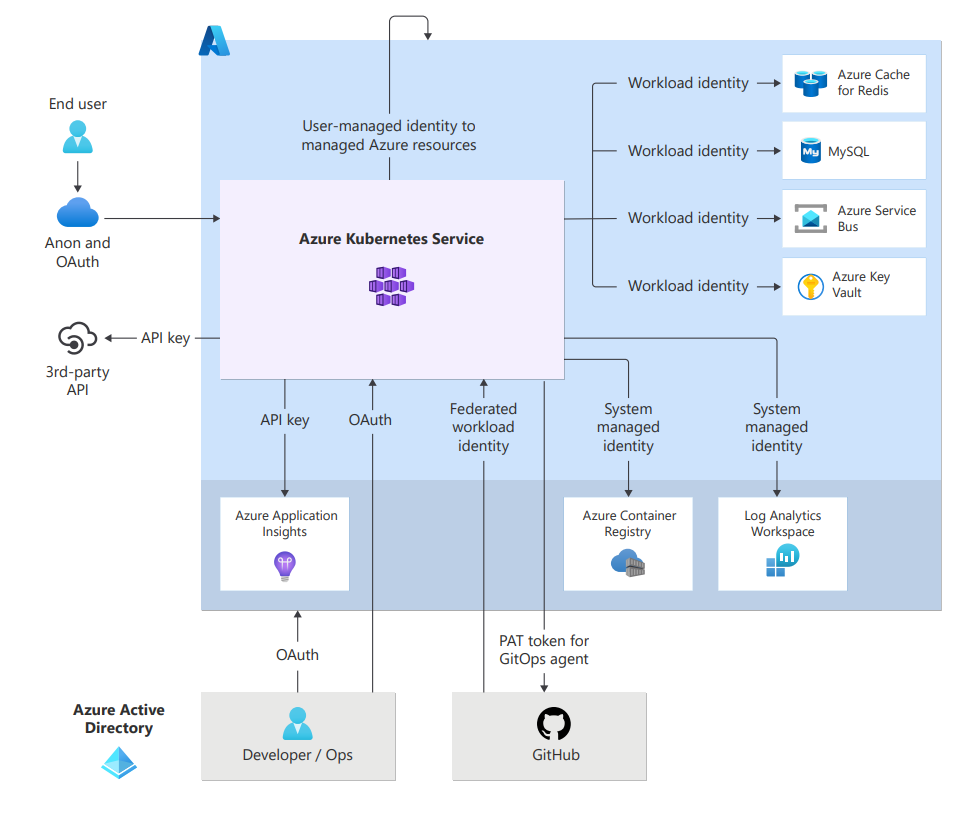 End user
Anon and
OAuth
3rd-party
API
API key
User-managed identity to
managed Azure resources
Azure Kubernetes Service
Workload identity
Azure Cache
for Redis
Workload identity
My
MySQL
Workload identity
Azure Service
Bus
Workload identity
Azure Key
Vault
API key
OAuth
Federated
workload
identity
System
managed
identity
System
managed
identity
Azure Application
Insights
Azure Container
Registry
Log Analytics
Workspace
OAuth
PAT token for
GitOps agent
Azure Active
Directory
Developer / Ops
GitHub